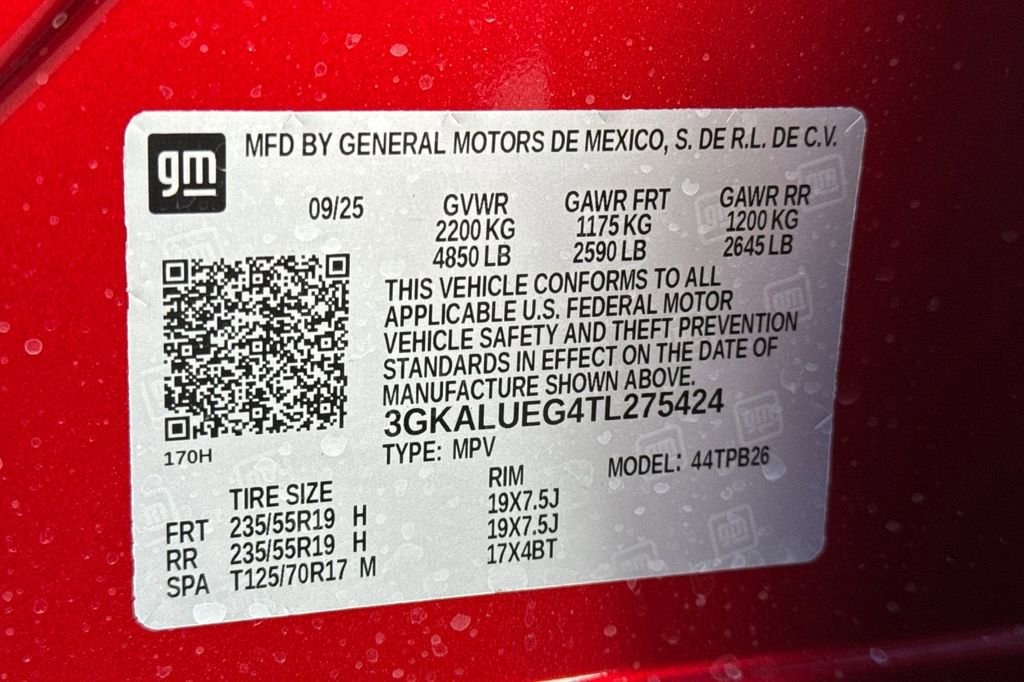 gm MFD BY GENERAL MOTORS DE MEXICO, S. DE R.L. DE C.V.
09/25 GVWR GAWR FRT GAWR RR
2200 KG 1175 KG 1200 KG
4850 LB 2590 LB 2645 LB
THIS VEHICLE CONFORMS TO ALL
APPLICABLE U.S. FEDERAL MOTOR
VEHICLE SAFETY AND THEFT PREVENTION
STANDARDS IN EFFECT ON THE DATE OF
MANUFACTURE SHOWN ABOVE.
3GKALUEG4TL275424
170H TYPE: MPV MODEL: 44TPB26
TIRE SIZE RIM
FRT 235/55R19 H 19X7.5J
RR 235/55R19 H 19X7.5J
SPA T125/70R17 M 17X4BT